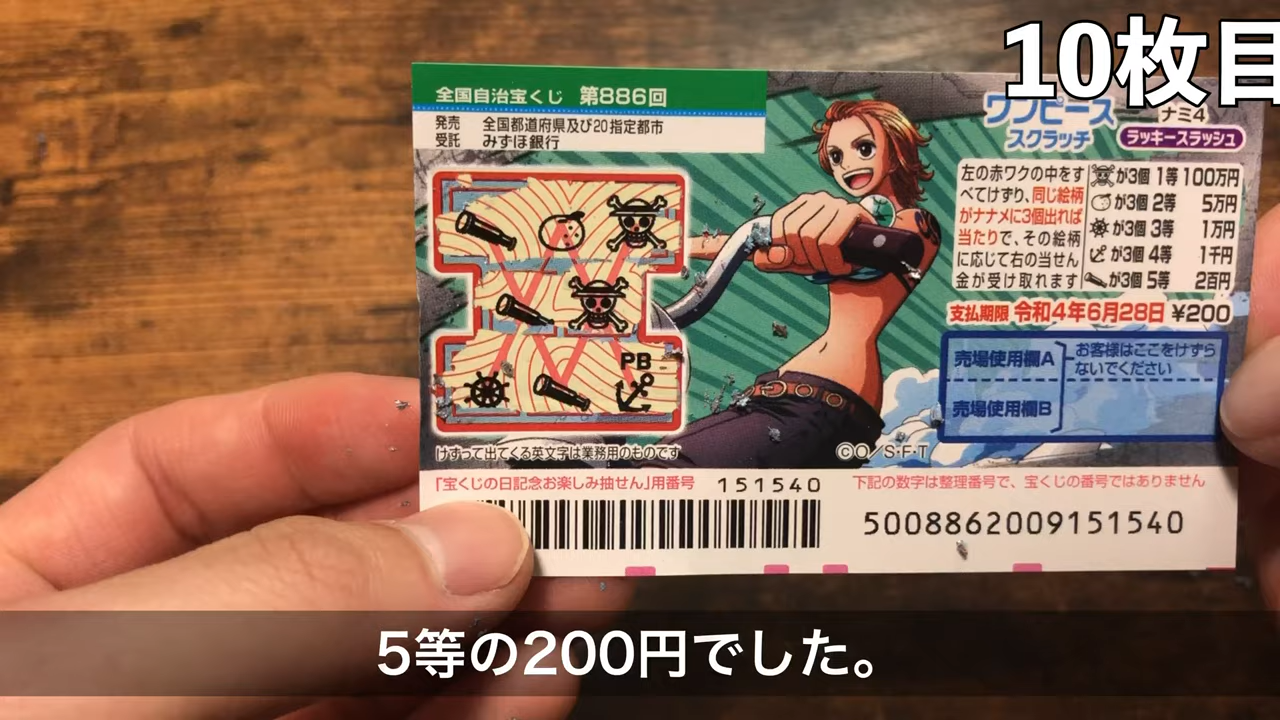 10枚目
全国自治宝くじ 第886回
発売 全国都道府県及び20指定都市
受託 みずほ銀行
ワンピース
スクラッチ
ナミ4
ラッキースラッシュ
左の赤ワクの中をす
べてけずり、同じ絵柄
がナナメに3個出れば
当たりで、その絵柄
に応じて右の当せん
金が受け取れます
が3個 1等 100万円
が3個 2等 5万円
が3個 3等 1万円
が3個 4等 1千円
が3個 5等 2百円
支払期限 令和4年6月28日 ¥200
売場使用欄A
売場使用欄B
お客様はここをけずら
ないでください
PB
けずって出てくる英文字は業務用のものです
©O/S・F・T
「宝くじの日記念お楽しみ抽せん」用番号 151540
下記の数字は整理番号で、宝くじの番号ではありません
5008862009151540
5等の200円でした。